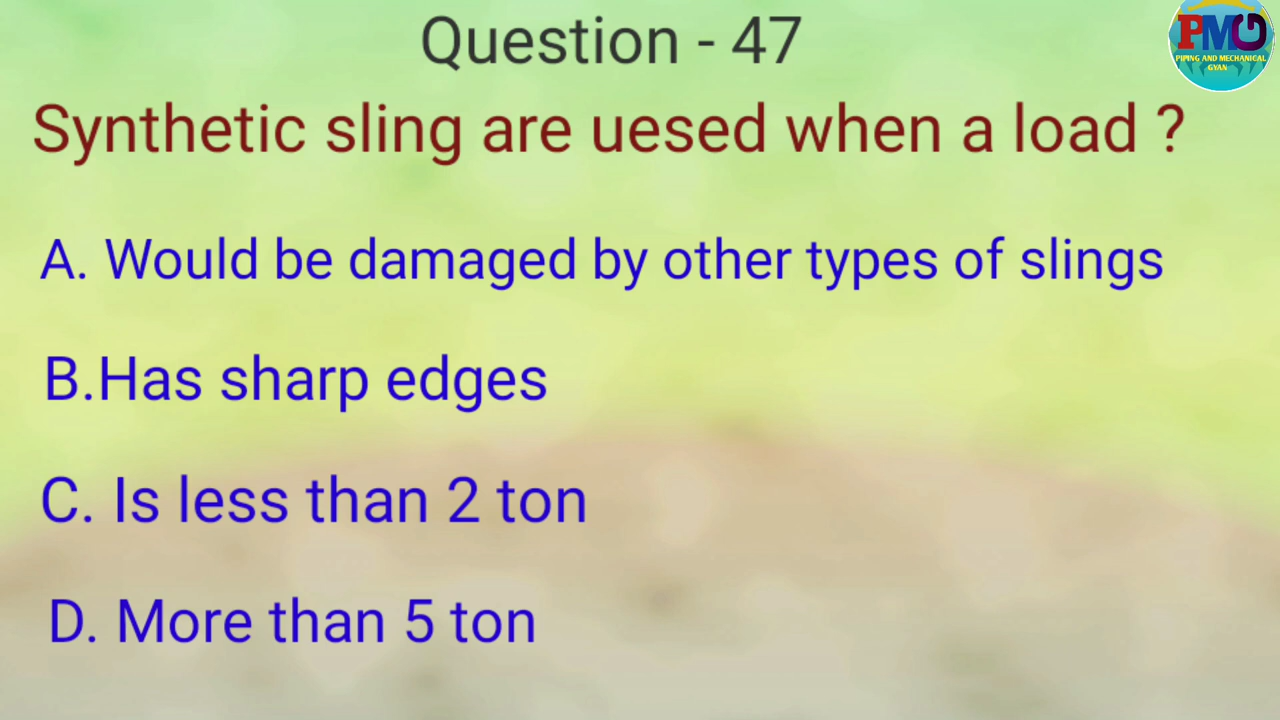 Question - 47
PMG
PIPING AND MECHANICAL
GYAN
Synthetic sling are uesed when a load ?
A. Would be damaged by other types of slings
B.Has sharp edges
C. Is less than 2 ton
D. More than 5 ton